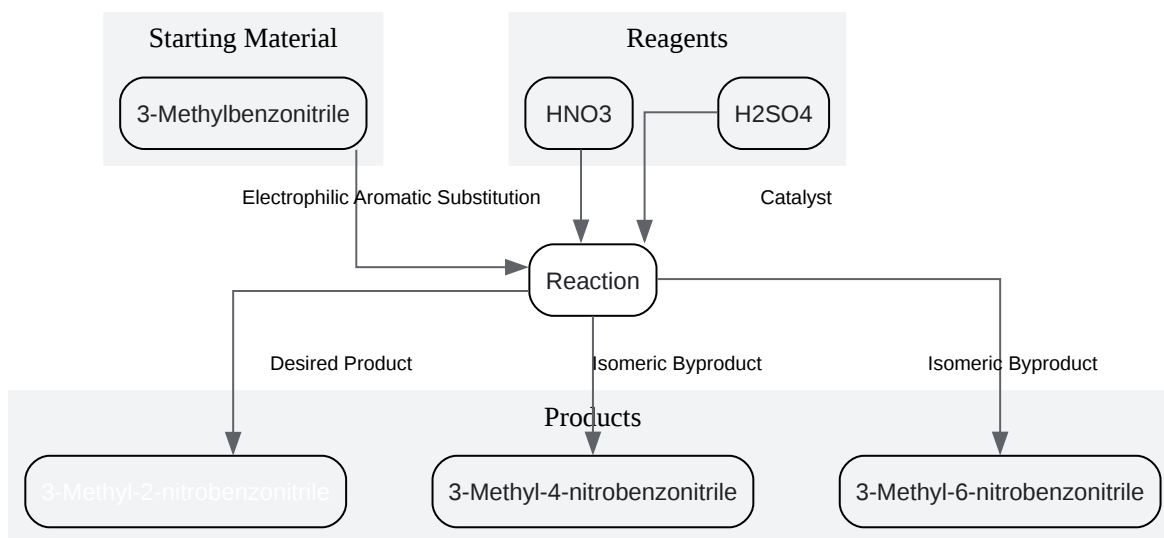 Starting Material
Reagents
3-Methylbenzonitrile
HNO3
H2SO4
Electrophilic Aromatic Substitution
Catalyst
Reaction
Desired Product
Isomeric Byproduct
Isomeric Byproduct
Products
3-Methyl-2-nitrobenzonitrile
3-Methyl-4-nitrobenzonitrile
3-Methyl-6-nitrobenzonitrile